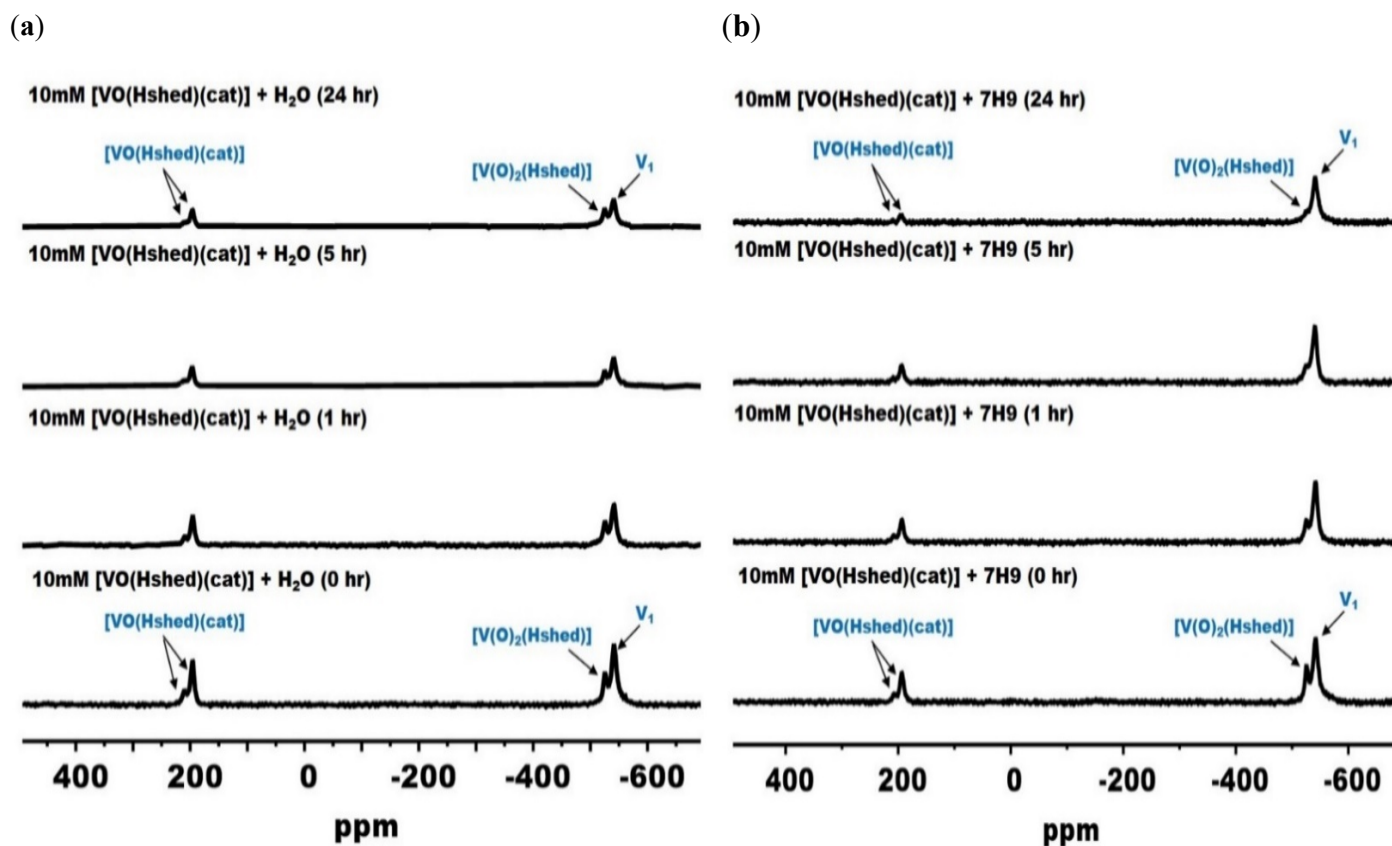 (a)
10mM [VO(Hshed)(cat)] + H₂O (24 hr)
[VO(Hshed)(cat)]
[V(O)₂(Hshed)]
V₁
10mM [VO(Hshed)(cat)] + H₂O (5 hr)
10mM [VO(Hshed)(cat)] + H₂O (1 hr)
10mM [VO(Hshed)(cat)] + H₂O (0 hr)
[VO(Hshed)(cat)]
[V(O)₂(Hshed)]
V₁
400 200 0 -200 -400 -600
ppm
(b)
10mM [VO(Hshed)(cat)] + 7H9 (24 hr)
[VO(Hshed)(cat)]
[V(O)₂(Hshed)]
V₁
10mM [VO(Hshed)(cat)] + 7H9 (5 hr)
10mM [VO(Hshed)(cat)] + 7H9 (1 hr)
10mM [VO(Hshed)(cat)] + 7H9 (0 hr)
[VO(Hshed)(cat)]
[V(O)₂(Hshed)]
V₁
400 200 0 -200 -400 -600
ppm